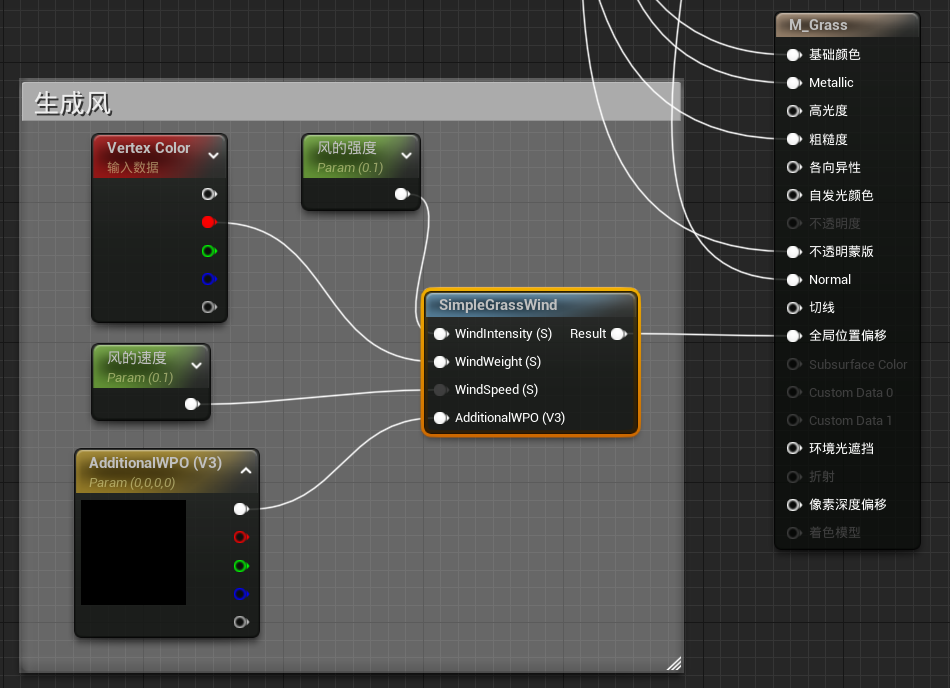 生成风
Vertex Color
输入数据
风的强度
Param (0.1)
风的速度
Param (0.1)
AdditionalWPO (V3)
Param (0,0,0,0)
SimpleGrassWind
WindIntensity (S) Result
WindWeight (S)
WindSpeed (S)
AdditionalWPO (V3)
M_Grass
基础颜色
Metallic
高光度
粗糙度
各向异性
自发光颜色
不透明度
不透明蒙版
Normal
切线
全局位置偏移
Subsurface Color
Custom Data 0
Custom Data 1
环境光遮挡
折射
像素深度偏移
着色模型